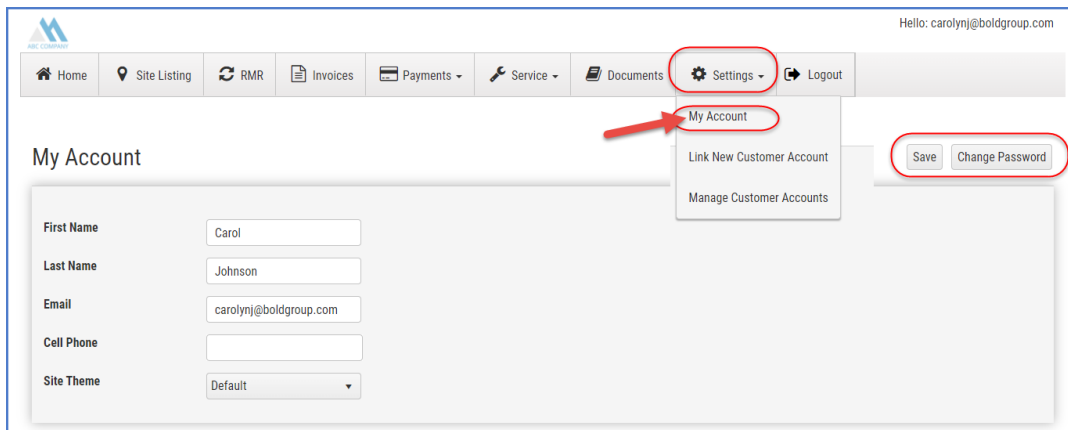 Hello: carolynj@boldgroup.com
ABC COMPANY
Home Site Listing RMR Invoices Payments Service Documents Settings Logout
My Account
Link New Customer Account
Manage Customer Accounts
My Account
Save Change Password
First Name Carol
Last Name Johnson
Email carolynj@boldgroup.com
Cell Phone
Site Theme Default